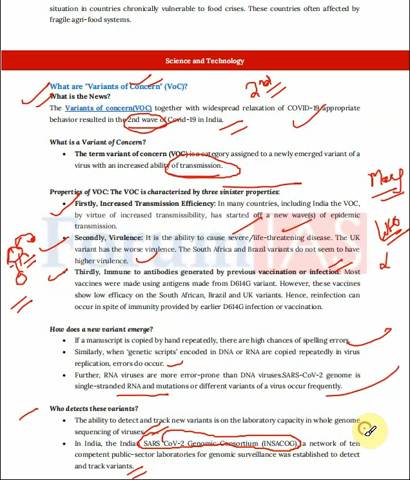 situation in countries chronically vulnerable to food crises. These countries often affected by
fragile agri-food systems.
Science and Technology
What are "Variants of Concern" (VoC)?
2nd
What is the News?
The Variants of concern(VOC) together with widespread relaxation of COVID-19 appropriate
behavior resulted in the 2nd wave of Covid-19 in India.
What is a Variant of Concern?
• The term variant of concern (VOC) is a category assigned to a newly emerged variant of a
virus with an increased ability of transmission.
Properties of VOC: The VOC is characterized by three sinister properties:
• Firstly, Increased Transmission Efficiency: In many countries, including India the VOC,
by virtue of increased transmissibility, has started off a new wave(s) of epidemic
transmission.
• Secondly, Virulence: It is the ability to cause severe/life-threatening disease. The UK
variant has the worse virulence. The South Africa and Brazil variants do not seem to have
higher virulence.
• Thirdly, Immune to antibodies generated by previous vaccination or infection: Most
vaccines were made using antigens made from D614G variant. However, these vaccines
show low efficacy on the South African, Brazil and UK variants. Hence, reinfection can
occur in spite of immunity provided by earlier D614G infection or vaccination.
How does a new variant emerge?
• If a manuscript is copied by hand repeatedly, there are high chances of spelling errors.
• Similarly, when 'genetic scripts' encoded in DNA or RNA are copied repeatedly in virus
replication, errors do occur.
• Further, RNA viruses are more error-prone than DNA viruses.SARS-CoV-2 genome is
single-stranded RNA and mutations or different variants of virus occur frequently.
Who detects these variants?
• The ability to detect and track new variants is on the laboratory capacity in whole genome
sequencing of viruses.
• In India, the Indian SARS CoV-2 Genomic Consortium (INSACOG), a network of ten
competent public-sector laboratories for genomic surveillance was established to detect
and track variants.